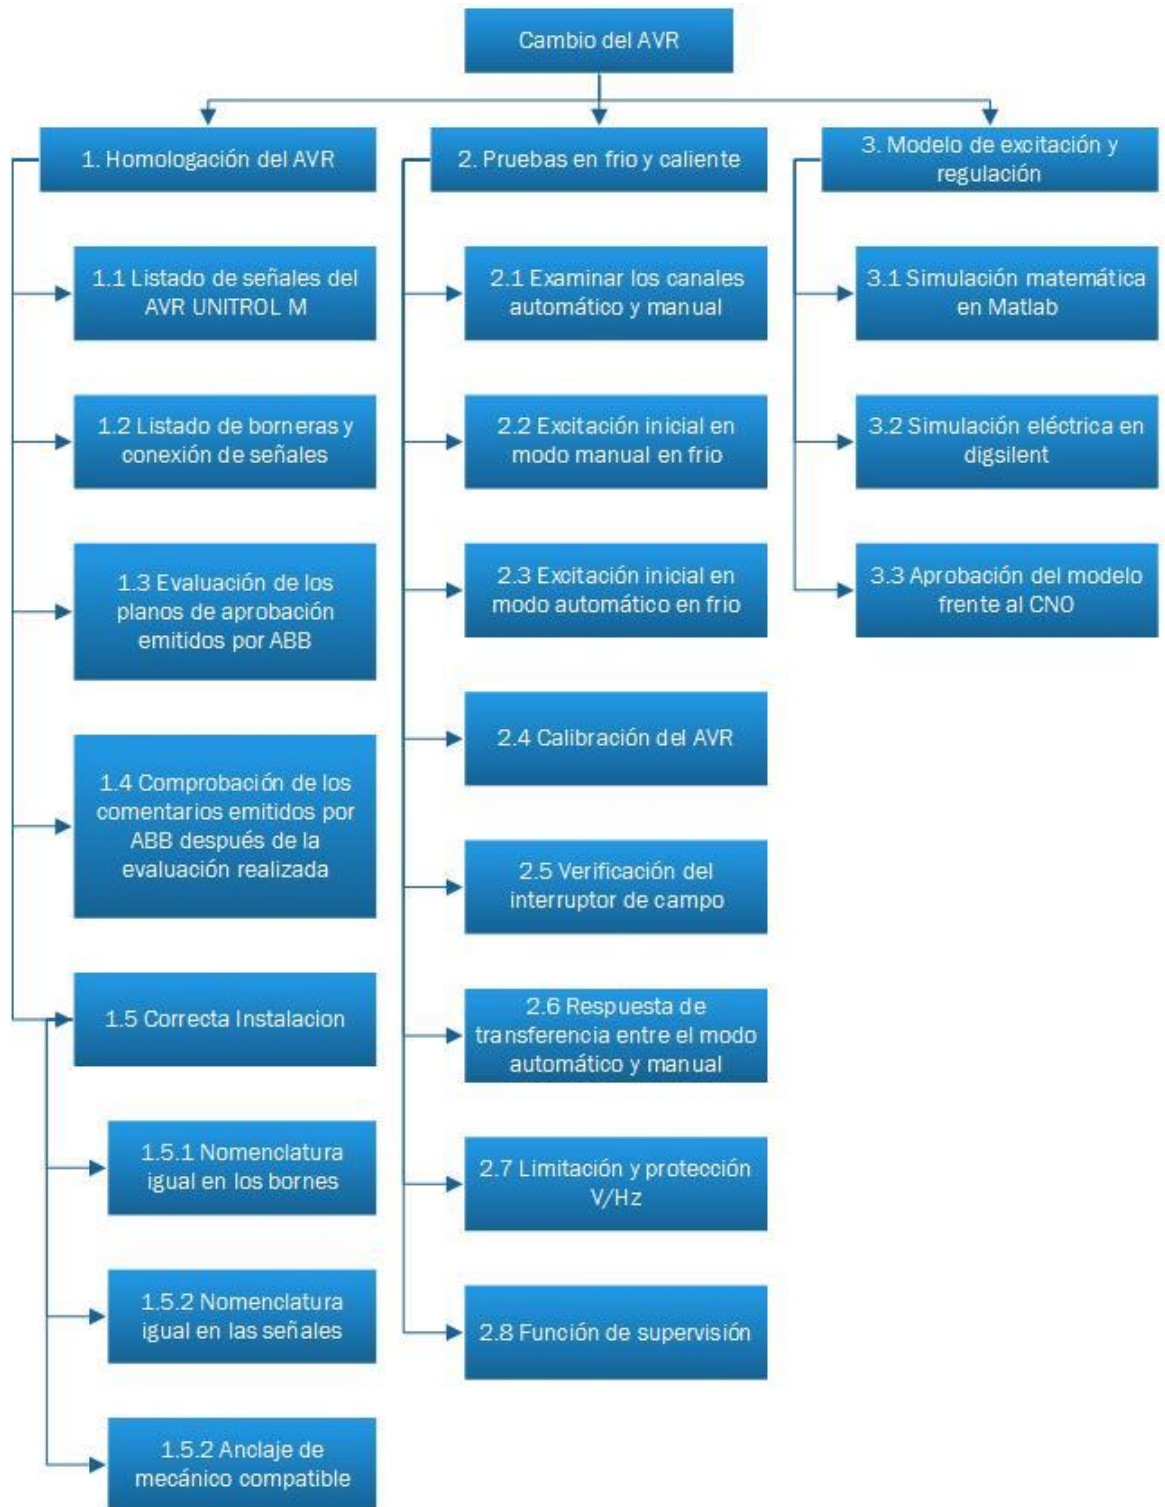 Cambio del AVR
1. Homologación del AVR
1.1 Listado de señales del
AVR UNITROL M
1.2 Listado de borneras y
conexión de señales
1.3 Evaluación de los
planos de aprobación
emitidos por ABB
1.4 Comprobación de los
comentarios emitidos por
ABB después de la
evaluación realizada
1.5 Correcta Instalacion
1.5.1 Nomenclatura
igual en los bornes
1.5.2 Nomenclatura
igual en las señales
1.5.2 Anclaje de
mecánico compatible
2. Pruebas en frio y caliente
2.1 Examinar los canales
automático y manual
2.2 Excitación inicial en
modo manual en frio
2.3 Excitación inicial en
modo automático en frio
2.4 Calibración del AVR
2.5 Verificación del
interruptor de campo
2.6 Respuesta de
transferencia entre el modo
automático y manual
2.7 Limitación y protección
V/Hz
2.8 Función de supervisión
3. Modelo de excitación y
regulación
3.1 Simulación matemática
en Matlab
3.2 Simulación eléctrica en
digsilent
3.3 Aprobación del modelo
frente al CNO